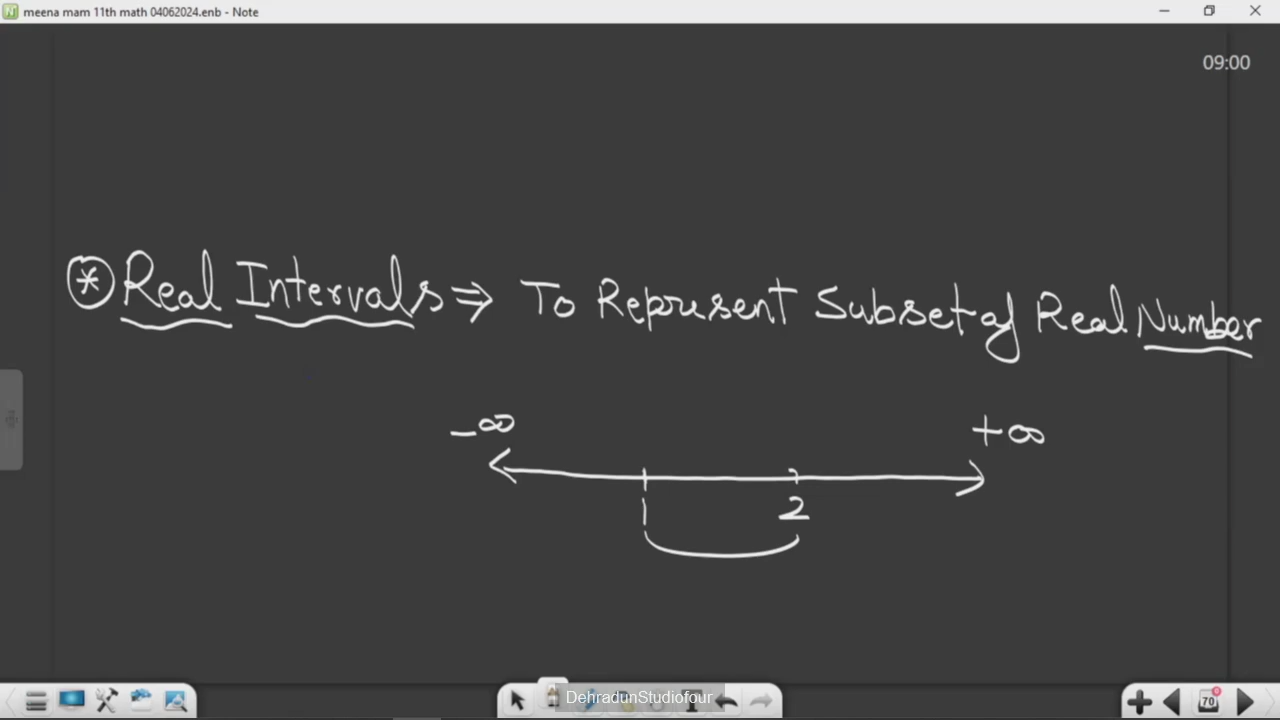 meena mam 11th math 04062024.enb - Note
09:00
* Real Intervals ⇒ To Represent Subset of Real Number
-∞ +∞
1 2
DehradunStudiofour
70